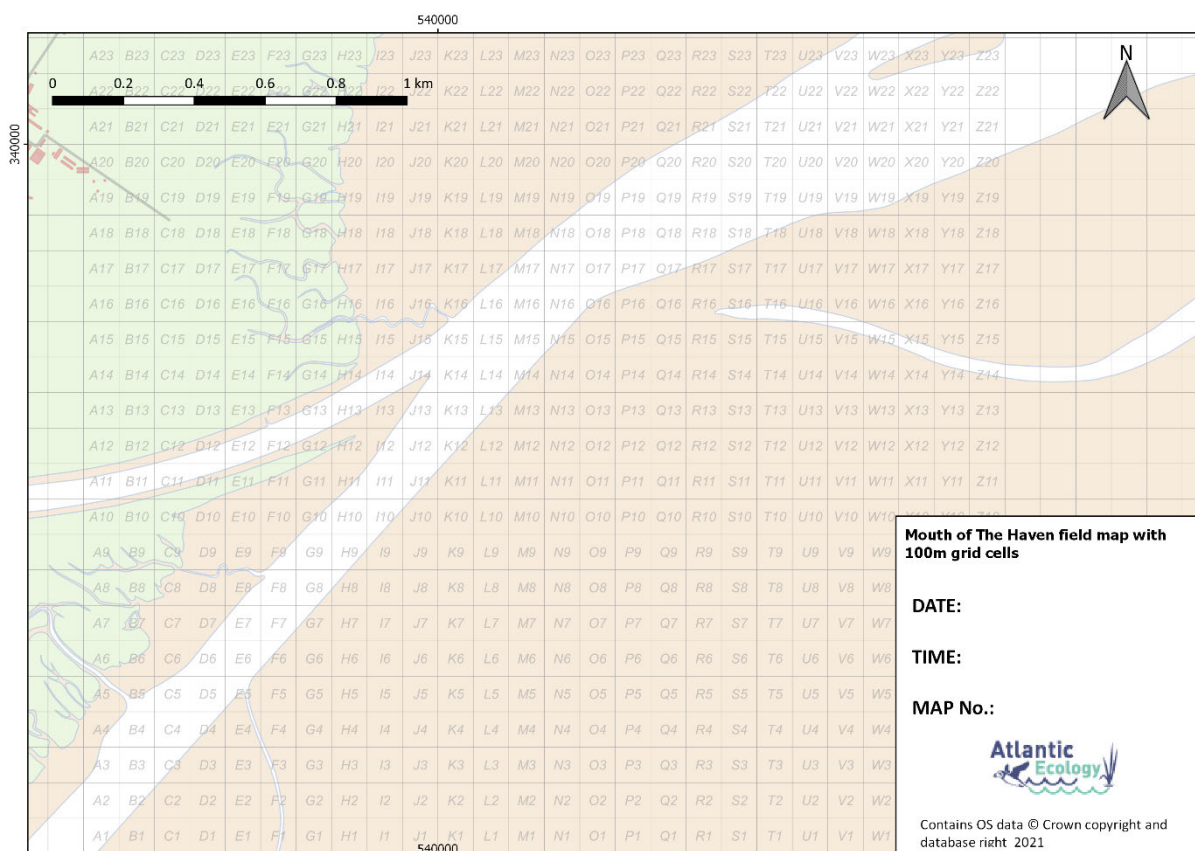 540000
A23 B23 C23 D23 E23 F23 G23 H23 I23 J23 K23 L23 M23 N23 O23 P23 Q23 R23 S23 T23 U23 V23 W23 X23 Y23 Z23
N
0 0.2 0.4 0.6 0.8 1 km
A22 B22 C22 D22 E22 F22 G22 H22 I22 J22 K22 L22 M22 N22 O22 P22 Q22 R22 S22 T22 U22 V22 W22 X22 Y22 Z22
A21 B21 C21 D21 E21 F21 G21 H21 I21 J21 K21 L21 M21 N21 O21 P21 Q21 R21 S21 T21 U21 V21 W21 X21 Y21 Z21
340000
A20 B20 C20 D20 E20 F20 G20 H20 I20 J20 K20 L20 M20 N20 O20 P20 Q20 R20 S20 T20 U20 V20 W20 X20 Y20 Z20
A19 B19 C19 D19 E19 F19 G19 H19 I19 J19 K19 L19 M19 N19 O19 P19 Q19 R19 S19 T19 U19 V19 W19 X19 Y19 Z19
A18 B18 C18 D18 E18 F18 G18 H18 I18 J18 K18 L18 M18 N18 O18 P18 Q18 R18 S18 T18 U18 V18 W18 X18 Y18 Z18
A17 B17 C17 D17 E17 F17 G17 H17 I17 J17 K17 L17 M17 N17 O17 P17 Q17 R17 S17 T17 U17 V17 W17 X17 Y17 Z17
A16 B16 C16 D16 E16 F16 G16 H16 I16 J16 K16 L16 M16 N16 O16 P16 Q16 R16 S16 T16 U16 V16 W16 X16 Y16 Z16
A15 B15 C15 D15 E15 F15 G15 H15 I15 J15 K15 L15 M15 N15 O15 P15 Q15 R15 S15 T15 U15 V15 W15 X15 Y15 Z15
A14 B14 C14 D14 E14 F14 G14 H14 I14 J14 K14 L14 M14 N14 O14 P14 Q14 R14 S14 T14 U14 V14 W14 X14 Y14 Z14
A13 B13 C13 D13 E13 F13 G13 H13 I13 J13 K13 L13 M13 N13 O13 P13 Q13 R13 S13 T13 U13 V13 W13 X13 Y13 Z13
A12 B12 C12 D12 E12 F12 G12 H12 I12 J12 K12 L12 M12 N12 O12 P12 Q12 R12 S12 T12 U12 V12 W12 X12 Y12 Z12
A11 B11 C11 D11 E11 F11 G11 H11 I11 J11 K11 L11 M11 N11 O11 P11 Q11 R11 S11 T11 U11 V11 W11 X11 Y11 Z11
A10 B10 C10 D10 E10 F10 G10 H10 I10 J10 K10 L10 M10 N10 O10 P10 Q10 R10 S10 T10 U10 V10 W10
A9 B9 C9 D9 E9 F9 G9 H9 I9 J9 K9 L9 M9 N9 O9 P9 Q9 R9 S9 T9 U9 V9 W9
A8 B8 C8 D8 E8 F8 G8 H8 I8 J8 K8 L8 M8 N8 O8 P8 Q8 R8 S8 T8 U8 V8 W8
A7 B7 C7 D7 E7 F7 G7 H7 I7 J7 K7 L7 M7 N7 O7 P7 Q7 R7 S7 T7 U7 V7 W7
A6 B6 C6 D6 E6 F6 G6 H6 I6 J6 K6 L6 M6 N6 O6 P6 Q6 R6 S6 T6 U6 V6 W6
A5 B5 C5 D5 E5 F5 G5 H5 I5 J5 K5 L5 M5 N5 O5 P5 Q5 R5 S5 T5 U5 V5 W5
A4 B4 C4 D4 E4 F4 G4 H4 I4 J4 K4 L4 M4 N4 O4 P4 Q4 R4 S4 T4 U4 V4 W4
A3 B3 C3 D3 E3 F3 G3 H3 I3 J3 K3 L3 M3 N3 O3 P3 Q3 R3 S3 T3 U3 V3 W3
A2 B2 C2 D2 E2 F2 G2 H2 I2 J2 K2 L2 M2 N2 O2 P2 Q2 R2 S2 T2 U2 V2 W2
A1 B1 C1 D1 E1 F1 G1 H1 I1 J1 K1 L1 M1 N1 O1 P1 Q1 R1 S1 T1 U1 V1 W1
540000
Mouth of The Haven field map with
100m grid cells
DATE:
TIME:
MAP No.:
Atlantic
Ecology
Contains OS data © Crown copyright and
database right 2021